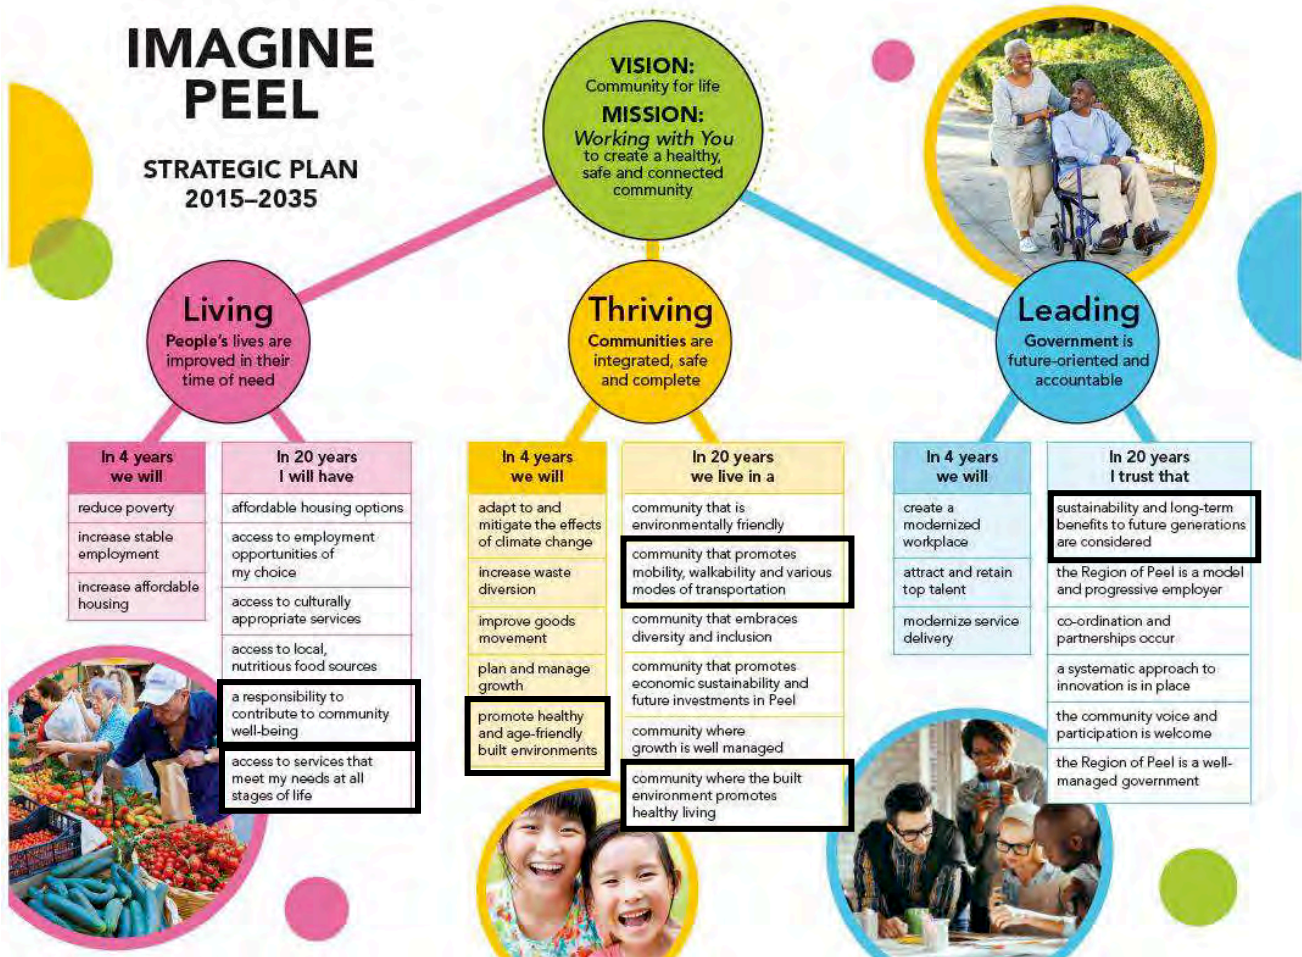 IMAGINE
PEEL
STRATEGIC PLAN
2015–2035
VISION:
Community for life
MISSION:
Working with You
to create a healthy,
safe and connected
community
Living
People's lives are
improved in their
time of need
In 4 years
we will
reduce poverty
increase stable
employment
increase affordable
housing
In 20 years
I will have
affordable housing options
access to employment
opportunities of
my choice
access to culturally
appropriate services
access to local,
nutritious food sources
a responsibility to
contribute to community
well-being
access to services that
meet my needs at all
stages of life
Thriving
Communities are
integrated, safe
and complete
In 4 years
we will
adapt to and
mitigate the effects
of climate change
increase waste
diversion
improve goods
movement
plan and manage
growth
promote healthy
and age-friendly
built environments
In 20 years
we live in a
community that is
environmentally friendly
community that promotes
mobility, walkability and various
modes of transportation
community that embraces
diversity and inclusion
community that promotes
economic sustainability and
future investments in Peel
community where
growth is well managed
community where the built
environment promotes
healthy living
Leading
Government is
future-oriented and
accountable
In 4 years
we will
create a
modernized
workplace
attract and retain
top talent
modernize service
delivery
In 20 years
I trust that
sustainability and long-term
benefits to future generations
are considered
the Region of Peel is a model
and progressive employer
co-ordination and
partnerships occur
a systematic approach to
innovation is in place
the community voice and
participation is welcome
the Region of Peel is a well-
managed government